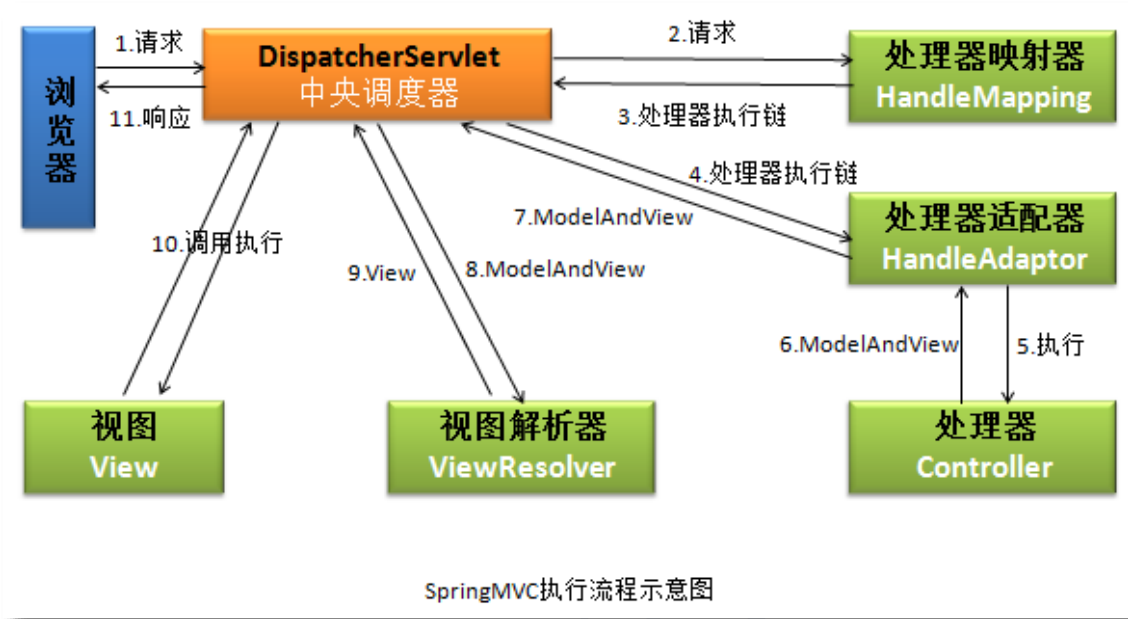 1.请求
2.请求
DispatcherServlet
中央调度器
处理器映射器
HandleMapping
浏
览
器
11.响应
3.处理器执行链
4.处理器执行链
7.ModelAndView
处理器适配器
HandleAdaptor
10.调用执行
9.View
8.ModelAndView
6.ModelAndView
5.执行
视图
View
视图解析器
ViewResolver
处理器
Controller
SpringMVC执行流程示意图